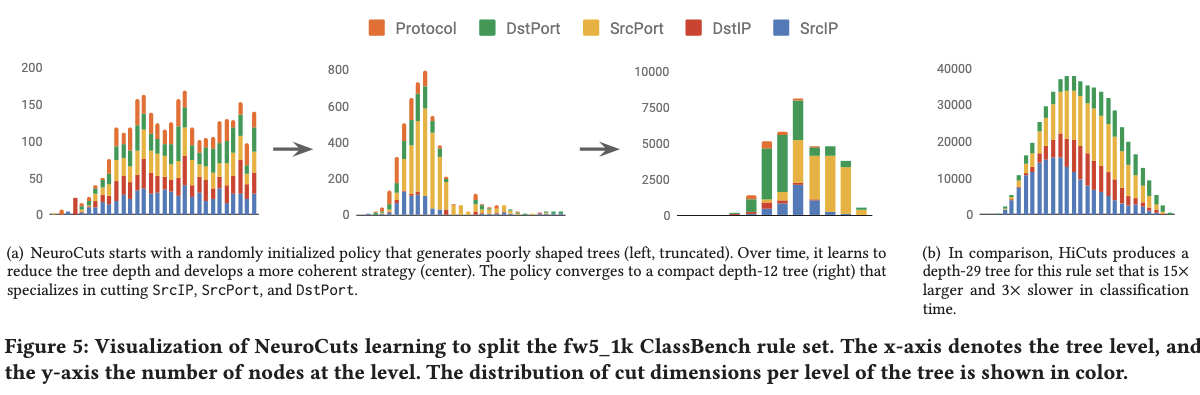 Protocol DstPort SrcPort DstIP SrcIP
200
150
100
50
0
800
600
400
200
0
10000
7500
5000
2500
0
40000
30000
20000
10000
0
(a) NeuroCuts starts with a randomly initialized policy that generates poorly shaped trees (left, truncated). Over time, it learns to
reduce the tree depth and develops a more coherent strategy (center). The policy converges to a compact depth-12 tree (right) that
specializes in cutting SrcIP, SrcPort, and DstPort.
(b) In comparison, HiCuts produces a
depth-29 tree for this rule set that is 15×
larger and 3× slower in classification
time.
Figure 5: Visualization of NeuroCuts learning to split the fw5_1k ClassBench rule set. The x-axis denotes the tree level, and
the y-axis the number of nodes at the level. The distribution of cut dimensions per level of the tree is shown in color.